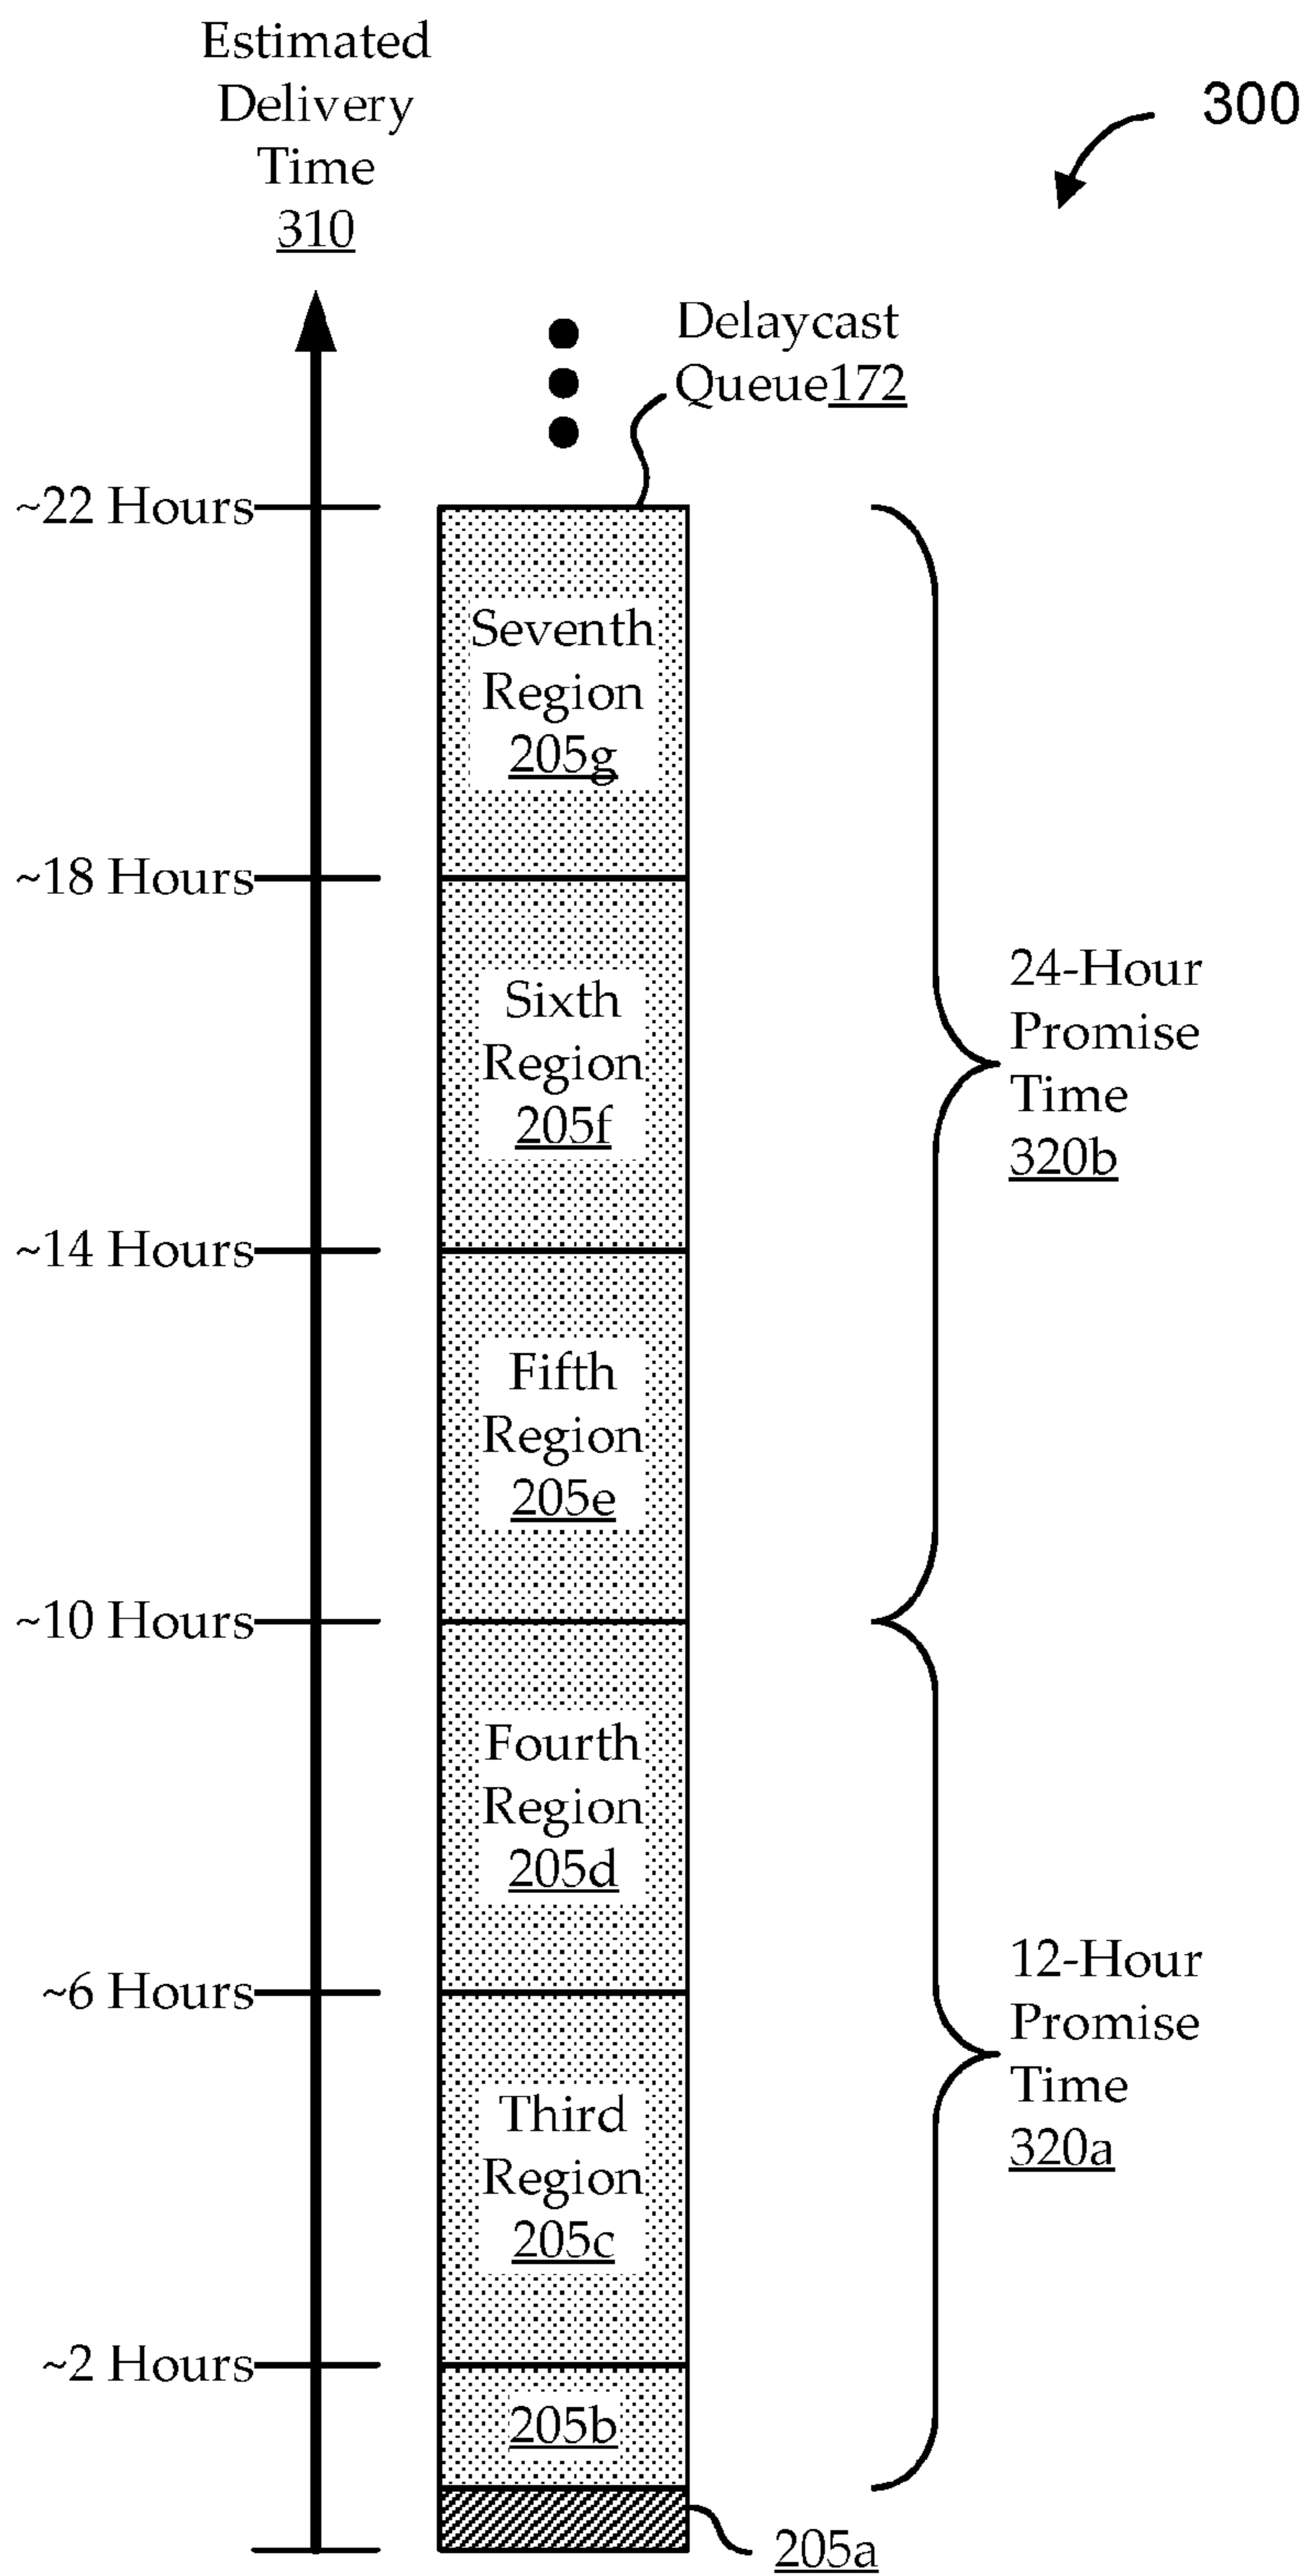 Estimated
Delivery
Time
310
300
Delaycast
Queue172
~22 Hours
Seventh
Region
205g
~18 Hours
24-Hour
Promise
Time
320b
Sixth
Region
205f
~14 Hours
Fifth
Region
205e
~10 Hours
Fourth
Region
205d
12-Hour
Promise
Time
320a
~6 Hours
Third
Region
205c
~2 Hours
205b
205a